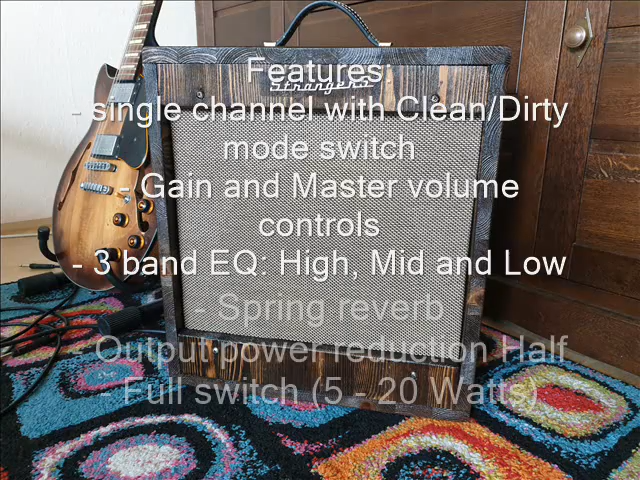 Features:
Strangers
- single channel with Clean/Dirty
mode switch
- Gain and Master volume
controls
- 3 band EQ: High, Mid and Low
- Spring reverb
- Output power reduction Half
- Full switch (5 - 20 Watts)